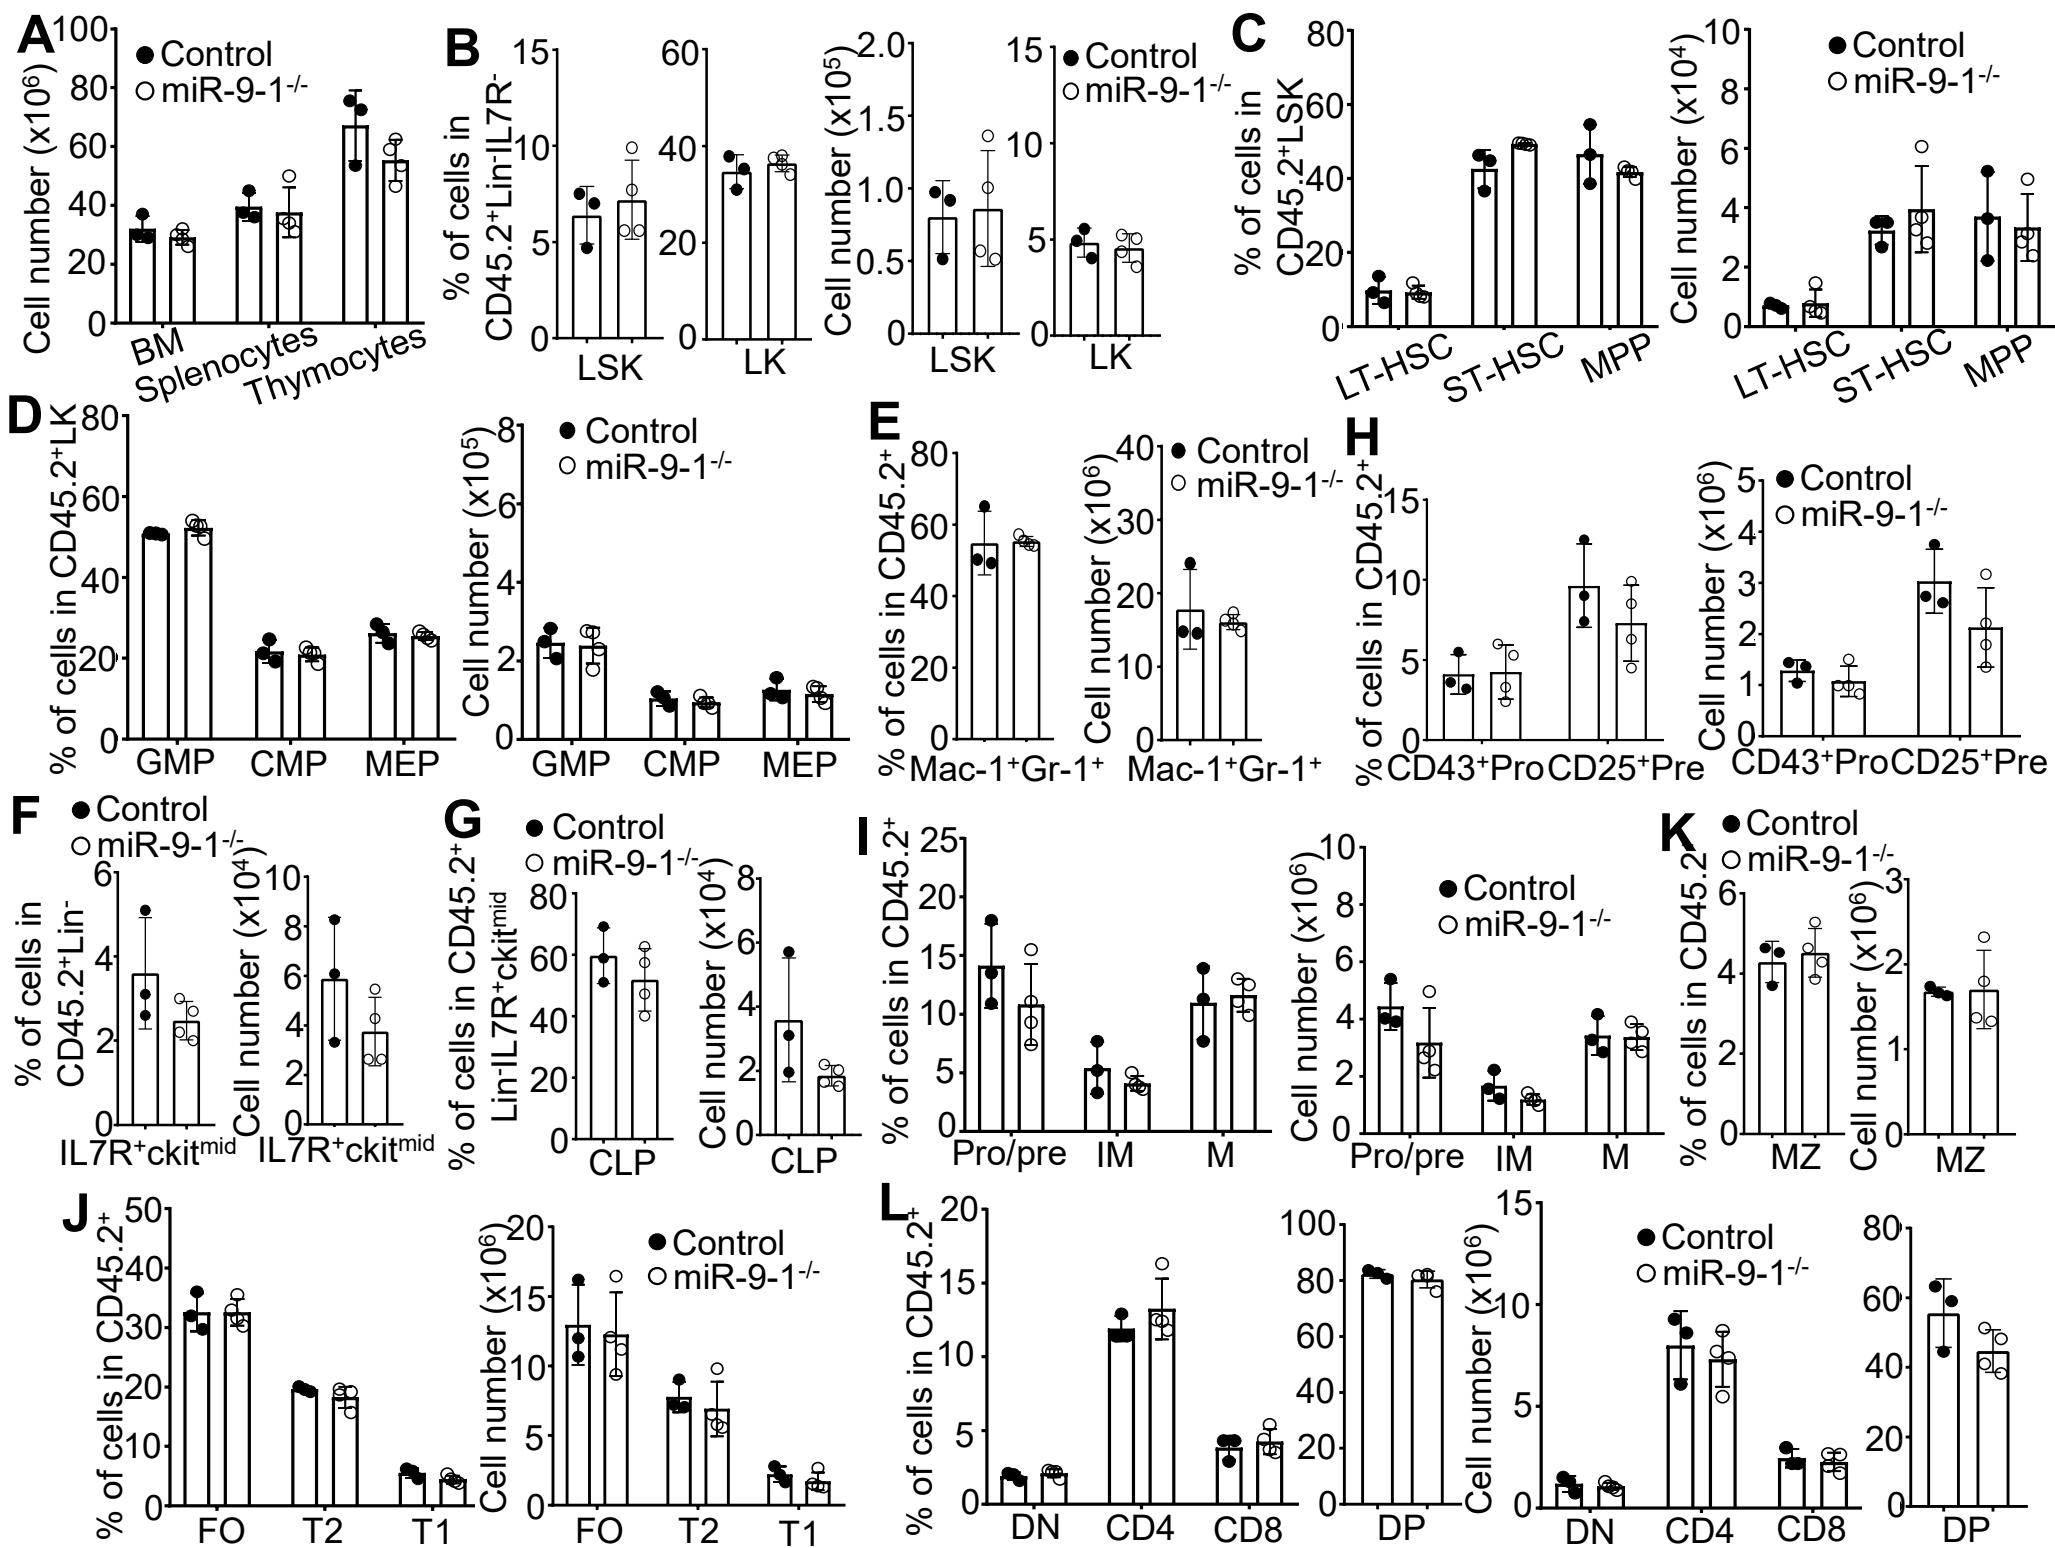 A
Cell number (x10⁶)
100
80
60
40
20
0
Control
miR-9-1⁻/⁻
BM
Splenocytes
Thymocytes
B
% of cells in
CD45.2⁺Lin⁻IL7R⁻
15
10
5
0
LSK
60
40
20
0
LK
Cell number (x10⁵)
2.0
1.5
1.0
0.5
0
LSK
15
10
5
0
LK
Control
miR-9-1⁻/⁻
C
% of cells in
CD45.2⁺LSK
80
60
40
20
0
LT-HSC
ST-HSC
MPP
Cell number (x10⁴)
10
8
6
4
2
0
Control
miR-9-1⁻/⁻
LT-HSC
ST-HSC
MPP
D
% of cells in CD45.2⁺LK
80
60
40
20
0
GMP CMP MEP
Cell number (x10⁵)
8
6
4
2
0
Control
miR-9-1⁻/⁻
GMP CMP MEP
E
% of cells in CD45.2⁺
80
60
40
20
0
Mac-1⁺Gr-1⁺
Cell number (x10⁶)
40
30
20
10
0
Control
miR-9-1⁻/⁻
Mac-1⁺Gr-1⁺
H
% of cells in CD45.2⁺
15
10
5
0
CD43⁺Pro CD25⁺Pre
Cell number (x10⁶)
5
4
3
2
1
0
Control
miR-9-1⁻/⁻
CD43⁺Pro CD25⁺Pre
F
Control
miR-9-1⁻/⁻
% of cells in
CD45.2⁺Lin⁻
6
4
2
0
IL7R⁺ckitᵐⁱᵈ
Cell number (x10⁴)
10
8
6
4
2
0
IL7R⁺ckitᵐⁱᵈ
G
Control
miR-9-1⁻/⁻
% of cells in CD45.2⁺
Lin⁻IL7R⁺ckitᵐⁱᵈ
80
60
40
20
0
CLP
Cell number (x10⁴)
8
6
4
2
0
CLP
I
% of cells in CD45.2⁺
25
20
15
10
5
0
Pro/pre IM M
Cell number (x10⁶)
10
8
6
4
2
0
Control
miR-9-1⁻/⁻
Pro/pre IM M
K
Control
miR-9-1⁻/⁻
% of cells in CD45.2
6
4
2
0
MZ
Cell number (x10⁶)
3
2
1
0
MZ
J
% of cells in CD45.2⁺
50
40
30
20
10
0
FO T2 T1
Cell number (x10⁶)
20
15
10
5
0
Control
miR-9-1⁻/⁻
FO T2 T1
L
% of cells in CD45.2⁺
20
15
10
5
0
DN CD4 CD8
100
80
60
40
20
0
DP
Cell number (x10⁶)
15
10
5
0
Control
miR-9-1⁻/⁻
DN CD4 CD8
80
60
40
20
0
DP